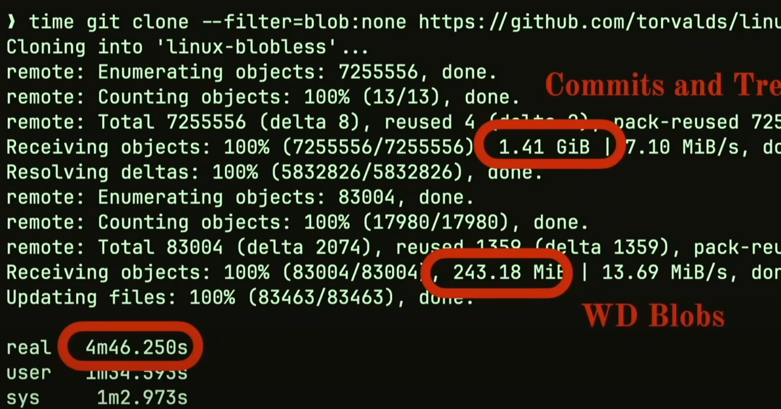 ❯ time git clone --filter=blob:none https://github.com/torvalds/linu
Cloning into 'linux-blobless'...
remote: Enumerating objects: 7255556, done.
Commits and Tre
remote: Counting objects: 100% (13/13), done.
remote: Total 7255556 (delta 8), reused 4 (delta 2), pack-reused 725
Receiving objects: 100% (7255556/7255556), 1.41 GiB | 7.10 MiB/s, do
Resolving deltas: 100% (5832826/5832826), done.
remote: Enumerating objects: 83004, done.
remote: Counting objects: 100% (17980/17980), done.
remote: Total 83004 (delta 2074), reused 1359 (delta 1359), pack-reu
Receiving objects: 100% (83004/83004), 243.18 MiB | 13.69 MiB/s, don
Updating files: 100% (83463/83463), done.
WD Blobs
real 4m46.250s
user 1m34.593s
sys 1m2.973s